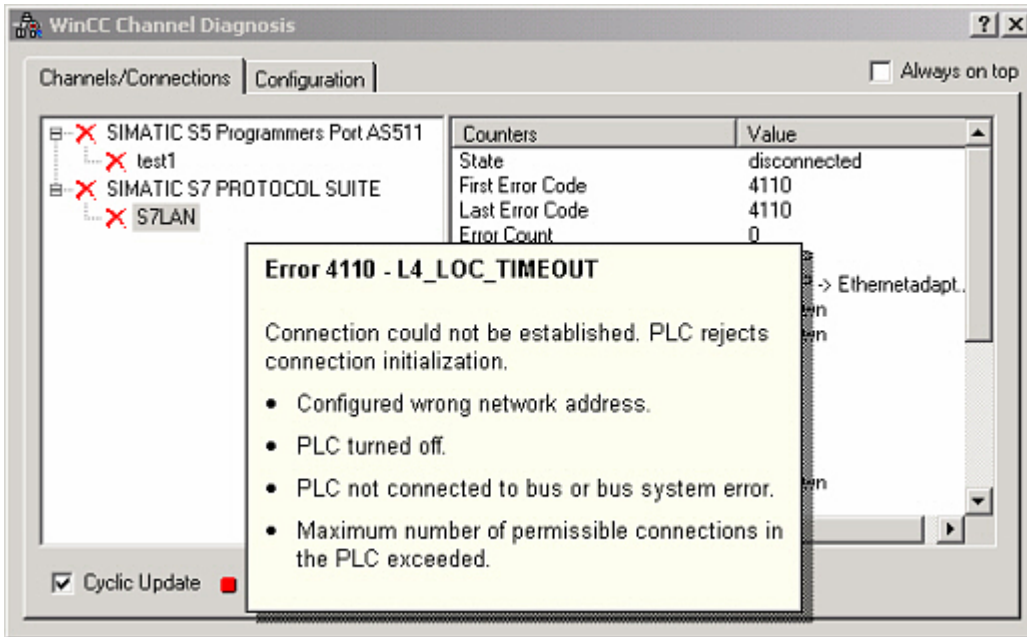 WinCC Channel Diagnosis
Channels/Connections
Configuration
Always on top
SIMATIC S5 Programmers Port AS511
test1
SIMATIC S7 PROTOCOL SUITE
S7LAN
Counters Value
State disconnected
First Error Code 4110
Last Error Code 4110
Error Count 0
-> Ethernetadapt..
Error 4110 - L4_LOC_TIMEOUT
Connection could not be established. PLC rejects
connection initialization.
• Configured wrong network address.
• PLC turned off.
• PLC not connected to bus or bus system error.
• Maximum number of permissible connections in
the PLC exceeded.
Cyclic Update